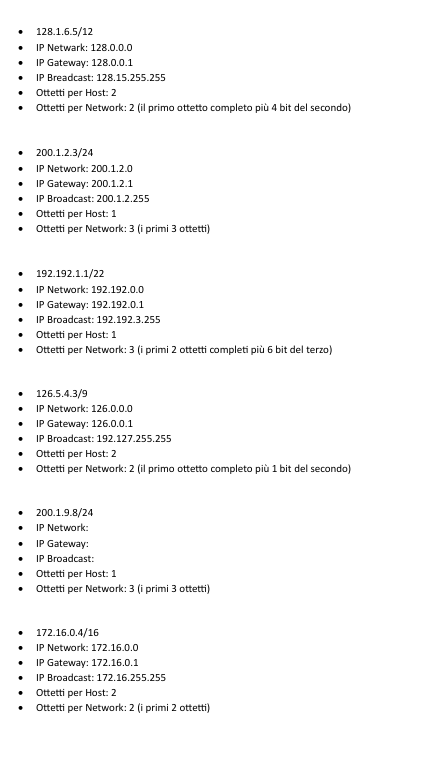 • 128.1.6.5/12
• IP Netwark: 128.0.0.0
• IP Gateway: 128.0.0.1
• IP Breadcast: 128.15.255.255
• Ottetti per Host: 2
• Ottetti per Network: 2 (il primo ottetto completo più 4 bit del secondo)
• 200.1.2.3/24
• IP Network: 200.1.2.0
• IP Gateway: 200.1.2.1
• IP Broadcast: 200.1.2.255
• Ottetti per Host: 1
• Ottetti per Network: 3 (i primi 3 ottetti)
• 192.192.1.1/22
• IP Network: 192.192.0.0
• IP Gateway: 192.192.0.1
• IP Broadcast: 192.192.3.255
• Ottetti per Host: 1
• Ottetti per Network: 3 (i primi 2 ottetti completi più 6 bit del terzo)
• 126.5.4.3/9
• IP Network: 126.0.0.0
• IP Gateway: 126.0.0.1
• IP Broadcast: 192.127.255.255
• Ottetti per Host: 2
• Ottetti per Network: 2 (il primo ottetto completo più 1 bit del secondo)
• 200.1.9.8/24
• IP Network:
• IP Gateway:
• IP Broadcast:
• Ottetti per Host: 1
• Ottetti per Network: 3 (i primi 3 ottetti)
• 172.16.0.4/16
• IP Network: 172.16.0.0
• IP Gateway: 172.16.0.1
• IP Broadcast: 172.16.255.255
• Ottetti per Host: 2
• Ottetti per Network: 2 (i primi 2 ottetti)